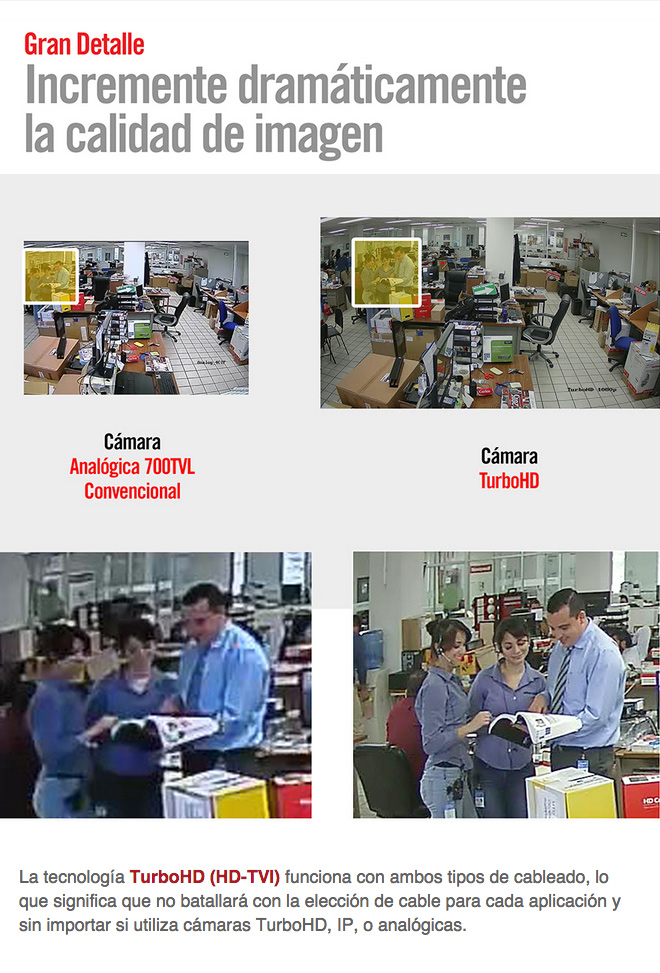 Gran Detalle
Incremente dramáticamente
la calidad de imagen
TurboHD 1080p
Cámara
Analógica 700TVL
Convencional
Cámara
TurboHD
La tecnología TurboHD (HD-TVI) funciona con ambos tipos de cableado, lo
que significa que no batallará con la elección de cable para cada aplicación y
sin importar si utiliza cámaras TurboHD, IP, o analógicas.